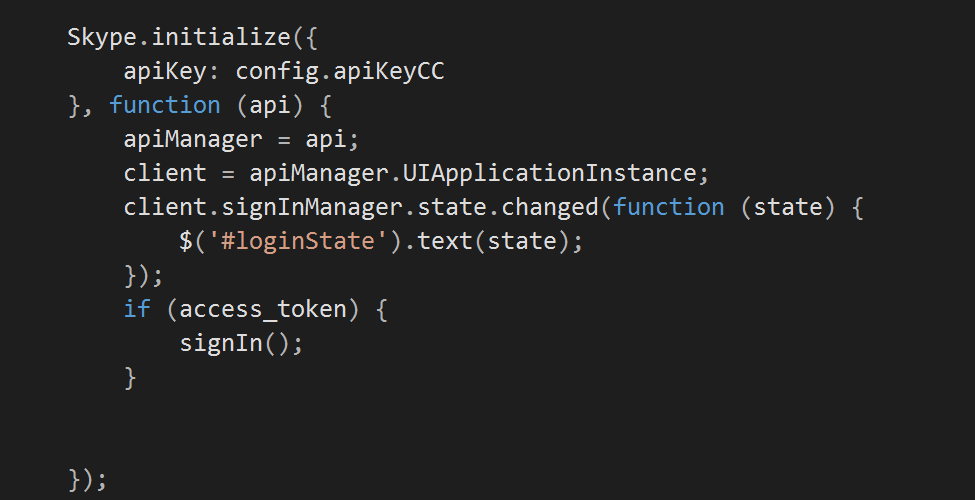 Skype.initialize({
    apiKey: config.apiKeyCC
}, function (api) {
    apiManager = api;
    client = apiManager.UIApplicationInstance;
    client.signInManager.state.changed(function (state) {
        $('#loginState').text(state);
    });
    if (access_token) {
        signIn();
    }
});